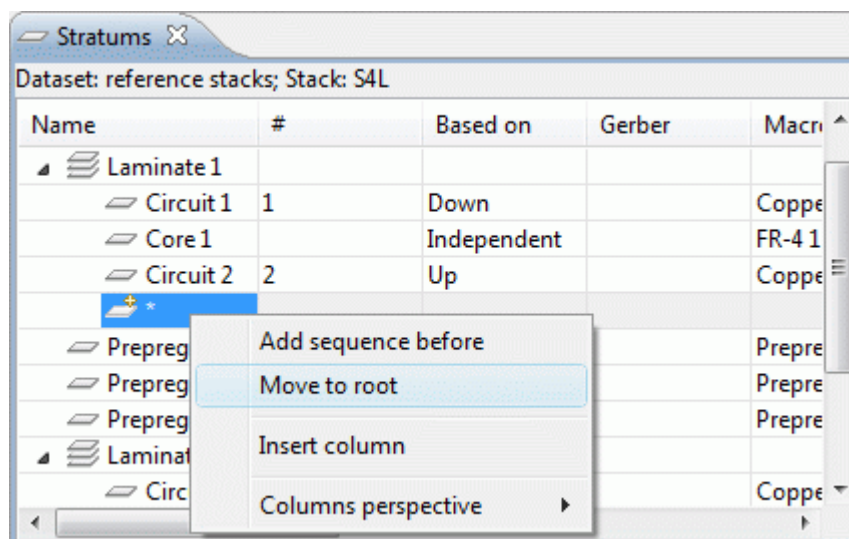 Stratums
Dataset: reference stacks; Stack: S4L
Name # Based on Gerber Macro
Laminate 1
Circuit 1 1 Down Coppe
Core 1 Independent FR-4 1
Circuit 2 2 Up Coppe
*
Prepreg Prepre
Prepreg Prepre
Prepreg Prepre
Laminat
Circ Coppe
Add sequence before
Move to root
Insert column
Columns perspective